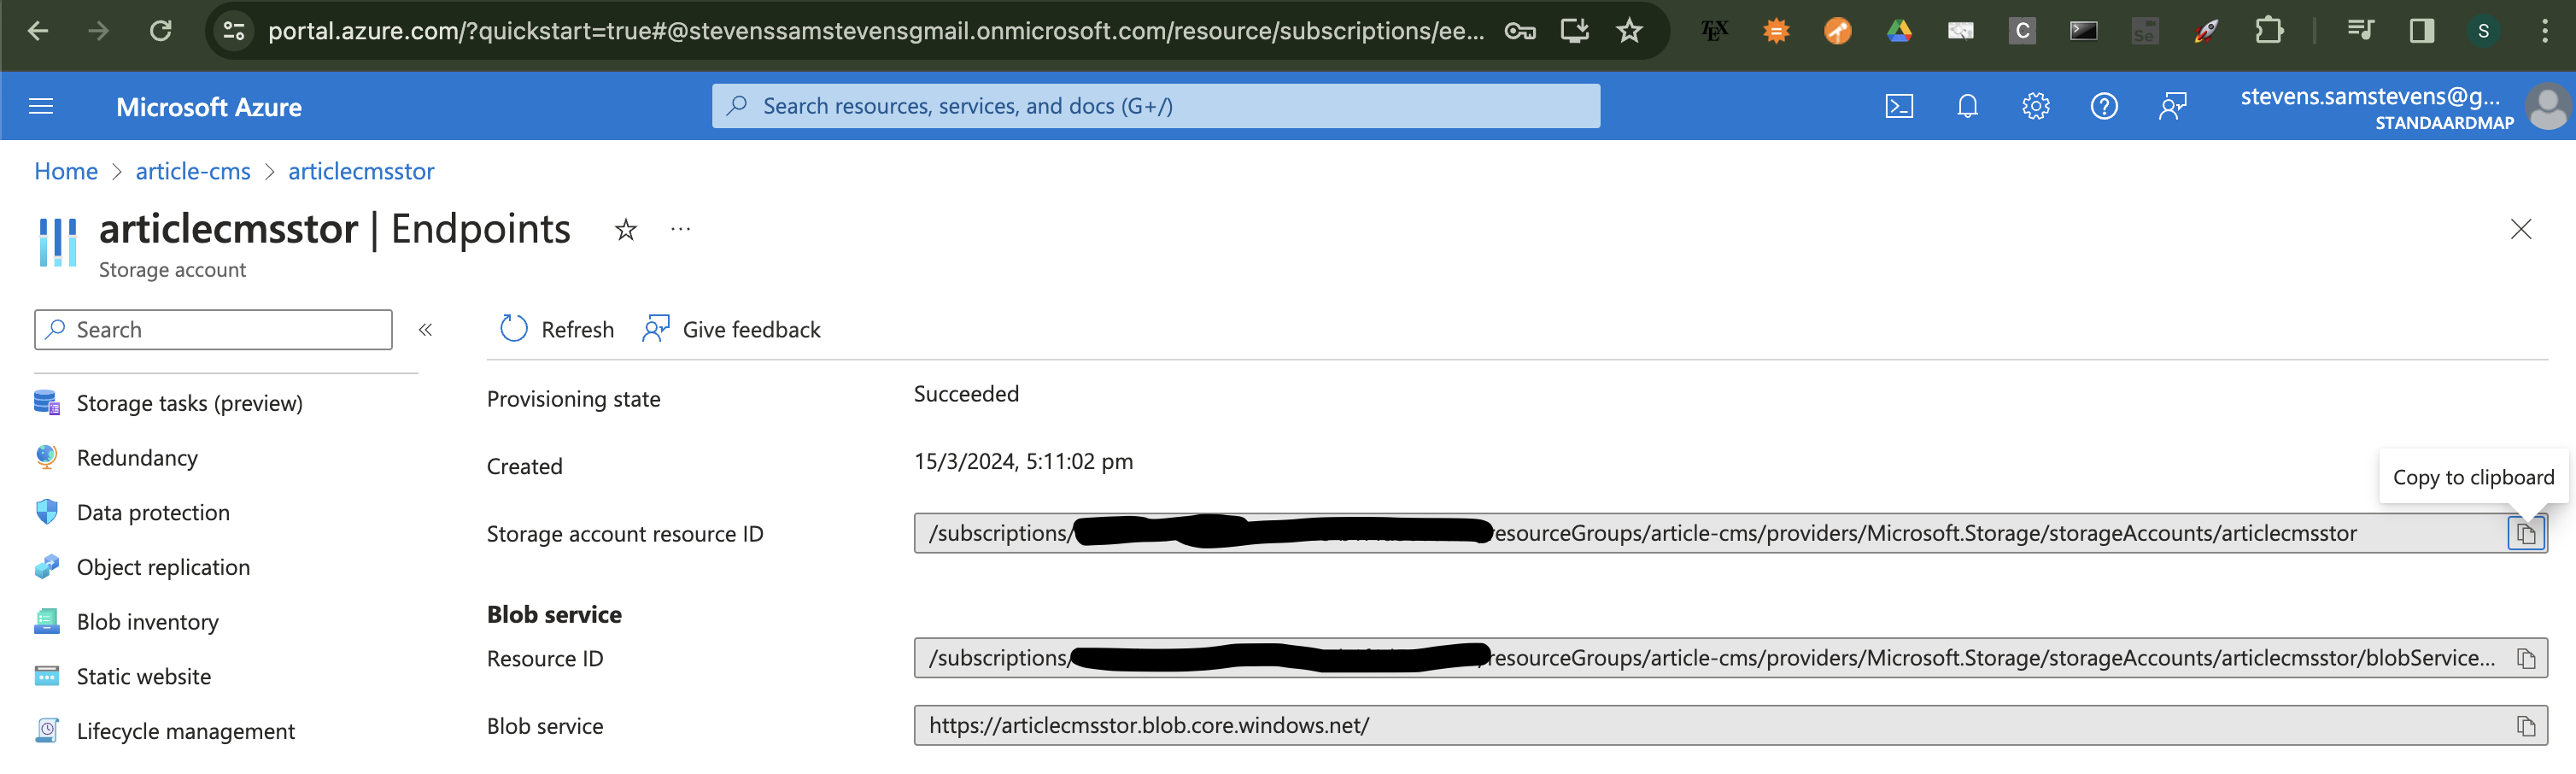 portal.azure.com/?quickstart=true#@stevenssamstevensgmail.onmicrosoft.com/resource/subscriptions/ee...
TEX
C
Se
S
Microsoft Azure
Search resources, services, and docs (G+/)
stevens.samstevens@g...
STANDAARDMAP
Home > article-cms > articlecmsstor
articlecmsstor | Endpoints
Storage account
Search
Refresh
Give feedback
Storage tasks (preview)
Redundancy
Data protection
Object replication
Blob inventory
Static website
Lifecycle management
Provisioning state
Succeeded
Created
15/3/2024, 5:11:02 pm
Copy to clipboard
Storage account resource ID
/subscriptions/ resourceGroups/article-cms/providers/Microsoft.Storage/storageAccounts/articlecmsstor
Blob service
Resource ID
/subscriptions/ /resourceGroups/article-cms/providers/Microsoft.Storage/storageAccounts/articlecmsstor/blobService...
Blob service
https://articlecmsstor.blob.core.windows.net/